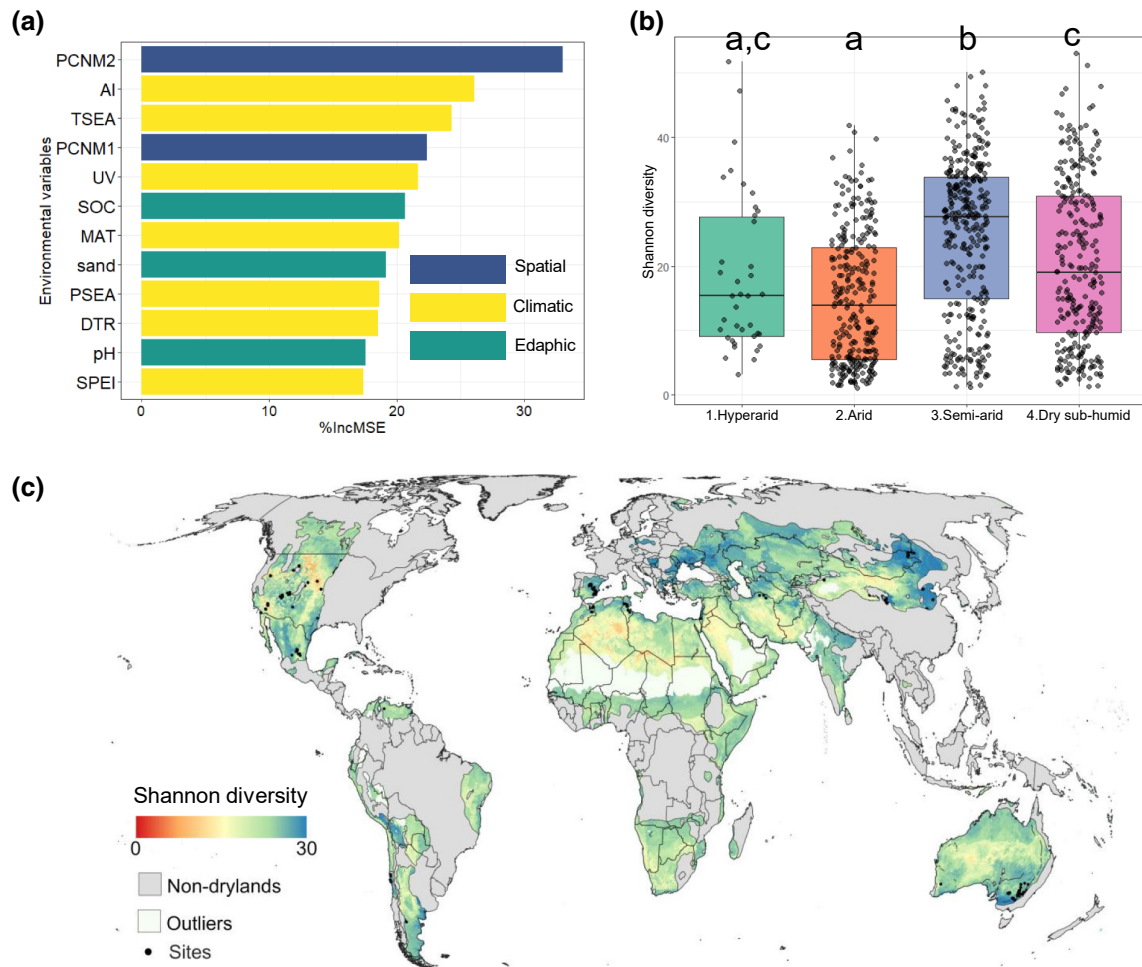 (a)
PCNM2
AI
TSEA
PCNM1
UV
SOC
MAT
sand
PSEA
DTR
pH
SPEI
Environmental variables
Spatial
Climatic
Edaphic
0 10 20 30
%IncMSE
(b)
a,c a b c
Shannon diversity
40
20
0
1.Hyperarid 2.Arid 3.Semi-arid 4.Dry sub-humid
(c)
Shannon diversity
0 30
Non-drylands
Outliers
Sites